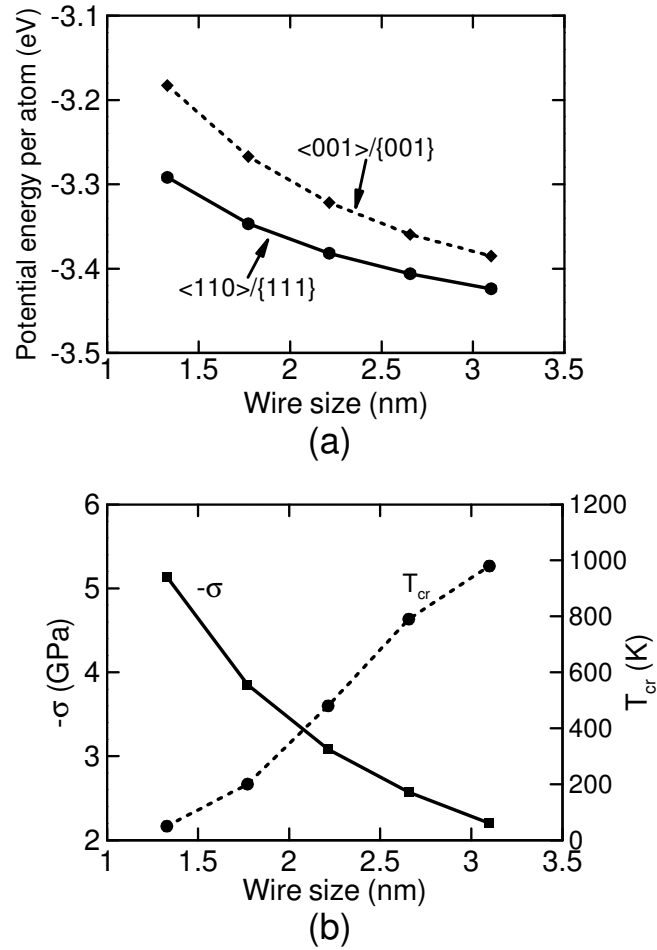 Potential energy per atom (eV)
-3.1
-3.2
-3.3
-3.4
-3.5
<001>/{001}
<110>/{111}
1 1.5 2 2.5 3 3.5
Wire size (nm)
(a)
-σ (GPa)
6
5
4
3
2
-σ
T_cr
1200
1000
800
600
400
200
0
T_cr (K)
1 1.5 2 2.5 3 3.5
Wire size (nm)
(b)